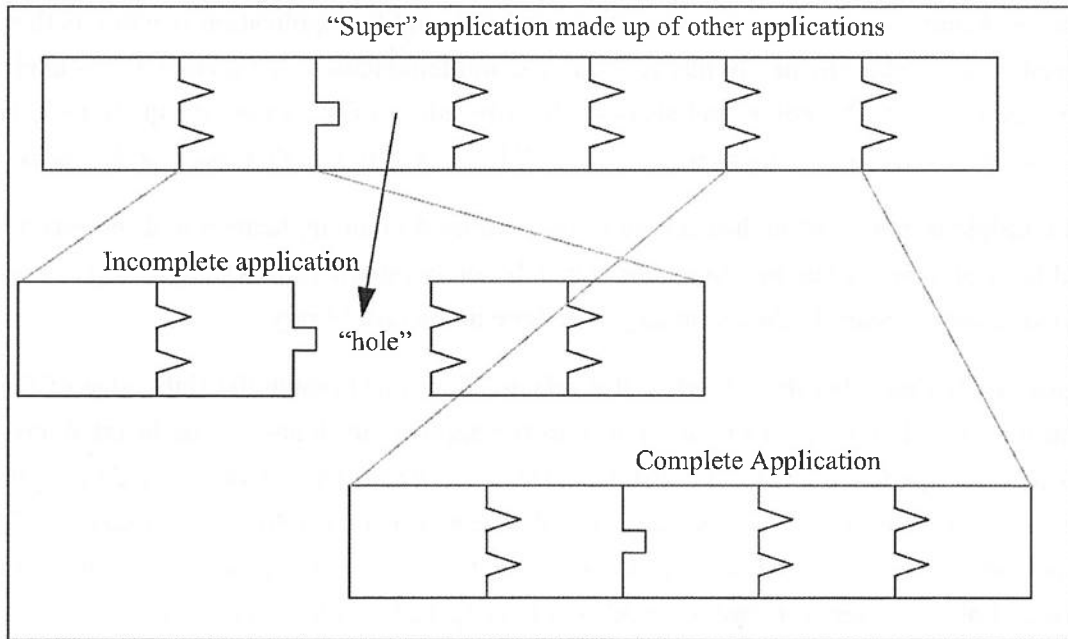 “Super” application made up of other applications
Incomplete application
“hole”
Complete Application